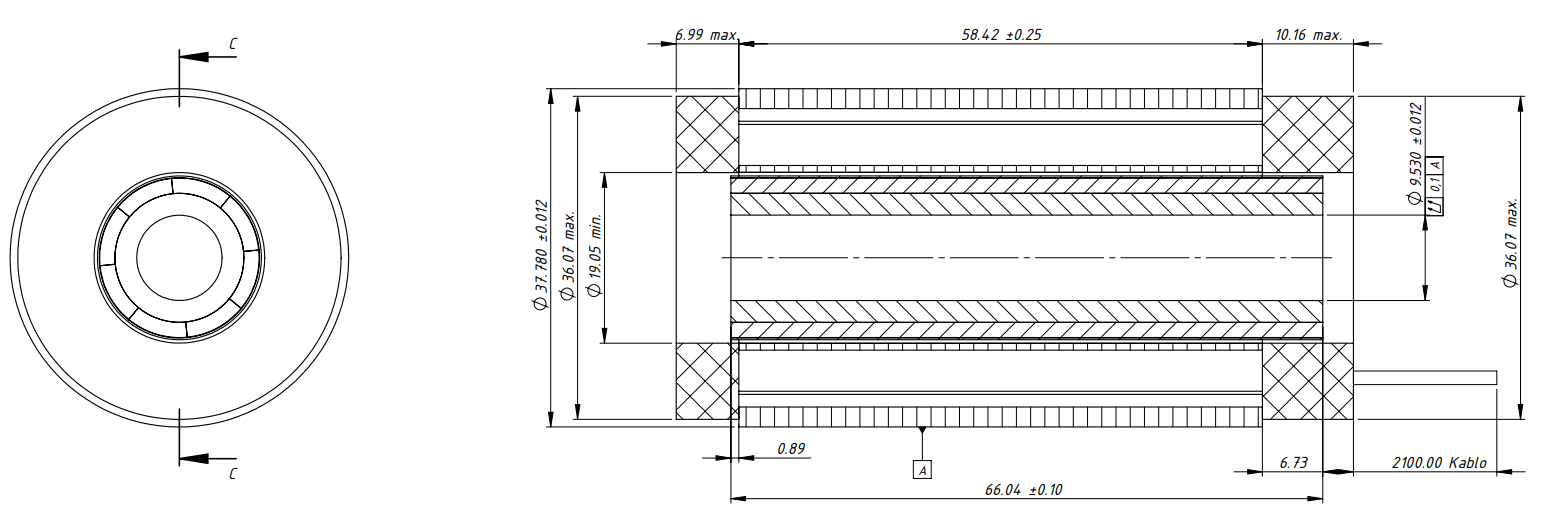 C
C
6.99 max.
58.42 ±0.25
10.16 max.
Ø 37.780 ±0.012
Ø 36.07 max.
Ø 19.05 min.
Ø 9.530 ±0.012
0,1 A
Ø 36.07 max.
0.89
A
6.73
2100.00 Kablo
66.04 ±0.10